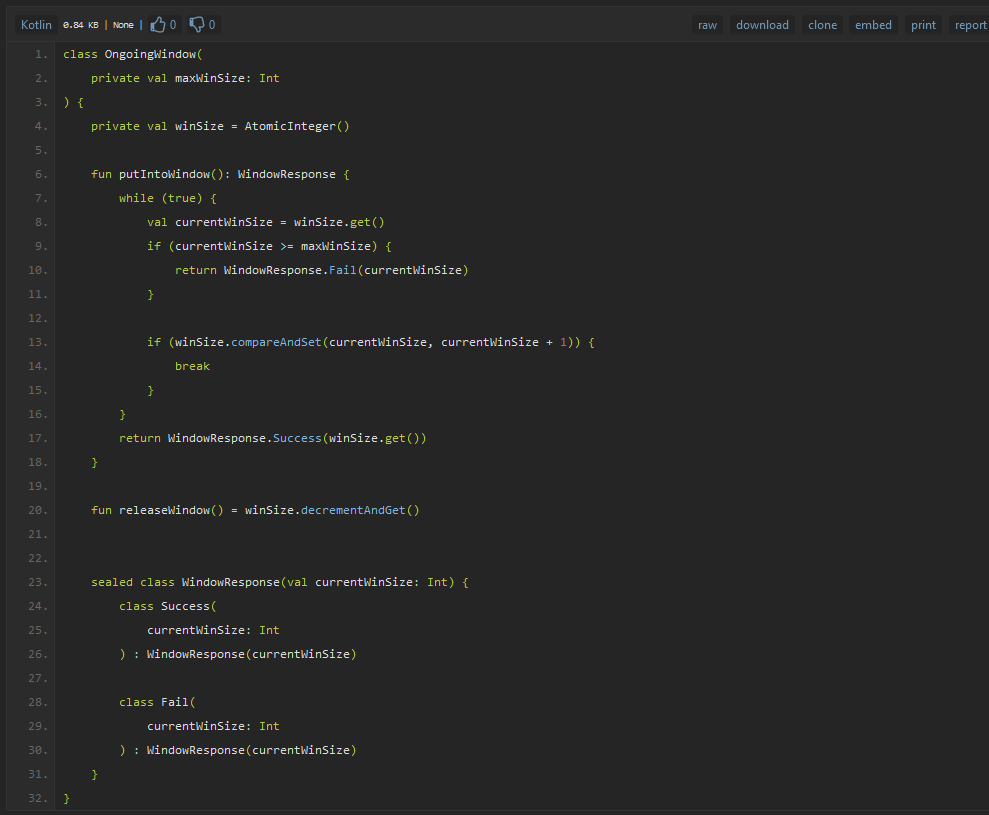 Kotlin 0.84 KB | None | 0 0 raw download clone embed print report
1. class OngoingWindow(
2.     private val maxWinSize: Int
3. ) {
4.     private val winSize = AtomicInteger()
5.
6.     fun putIntoWindow(): WindowResponse {
7.         while (true) {
8.             val currentWinSize = winSize.get()
9.             if (currentWinSize >= maxWinSize) {
10.                 return WindowResponse.Fail(currentWinSize)
11.             }
12.
13.             if (winSize.compareAndSet(currentWinSize, currentWinSize + 1)) {
14.                 break
15.             }
16.         }
17.         return WindowResponse.Success(winSize.get())
18.     }
19.
20.     fun releaseWindow() = winSize.decrementAndGet()
21.
22.
23.     sealed class WindowResponse(val currentWinSize: Int) {
24.         class Success(
25.             currentWinSize: Int
26.         ) : WindowResponse(currentWinSize)
27.
28.         class Fail(
29.             currentWinSize: Int
30.         ) : WindowResponse(currentWinSize)
31.     }
32. }